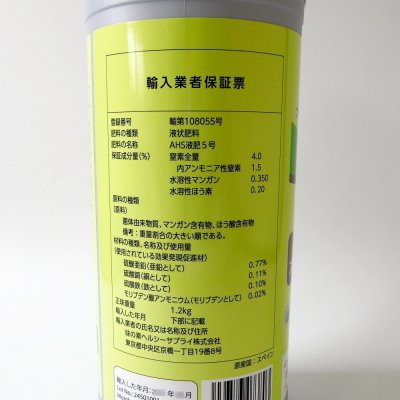 輸入業者保証票
登録番号 輸第108055号
肥料の種類 液状肥料
肥料の名称 AHS液肥5号
保証成分量(%) 窒素全量 4.0
内アンモニア性窒素 1.5
水溶性マンガン 0.350
水溶性ほう素 0.20
原料の種類
(原料)
菌体由来物質、マンガン含有物、ほう酸含有物
備考:重量割合の大きい順である。
材料の種類、名称及び使用量
(使用されている効果発現促進材)
硫酸亜鉛(亜鉛として) 0.77%
硫酸銅(銅として) 0.11%
硫酸鉄(鉄として) 0.10%
モリブデン酸アンモニウム(モリブデンとして) 0.02%
正味重量 1.2kg
輸入した年月 下部に記載
輸入業者の氏名又は名称及び住所
味の素ヘルシーサプライ株式会社
東京都中央区京橋一丁目19番8号
原産国:スペイン
輸入した年月: 年 月
Lot No.: